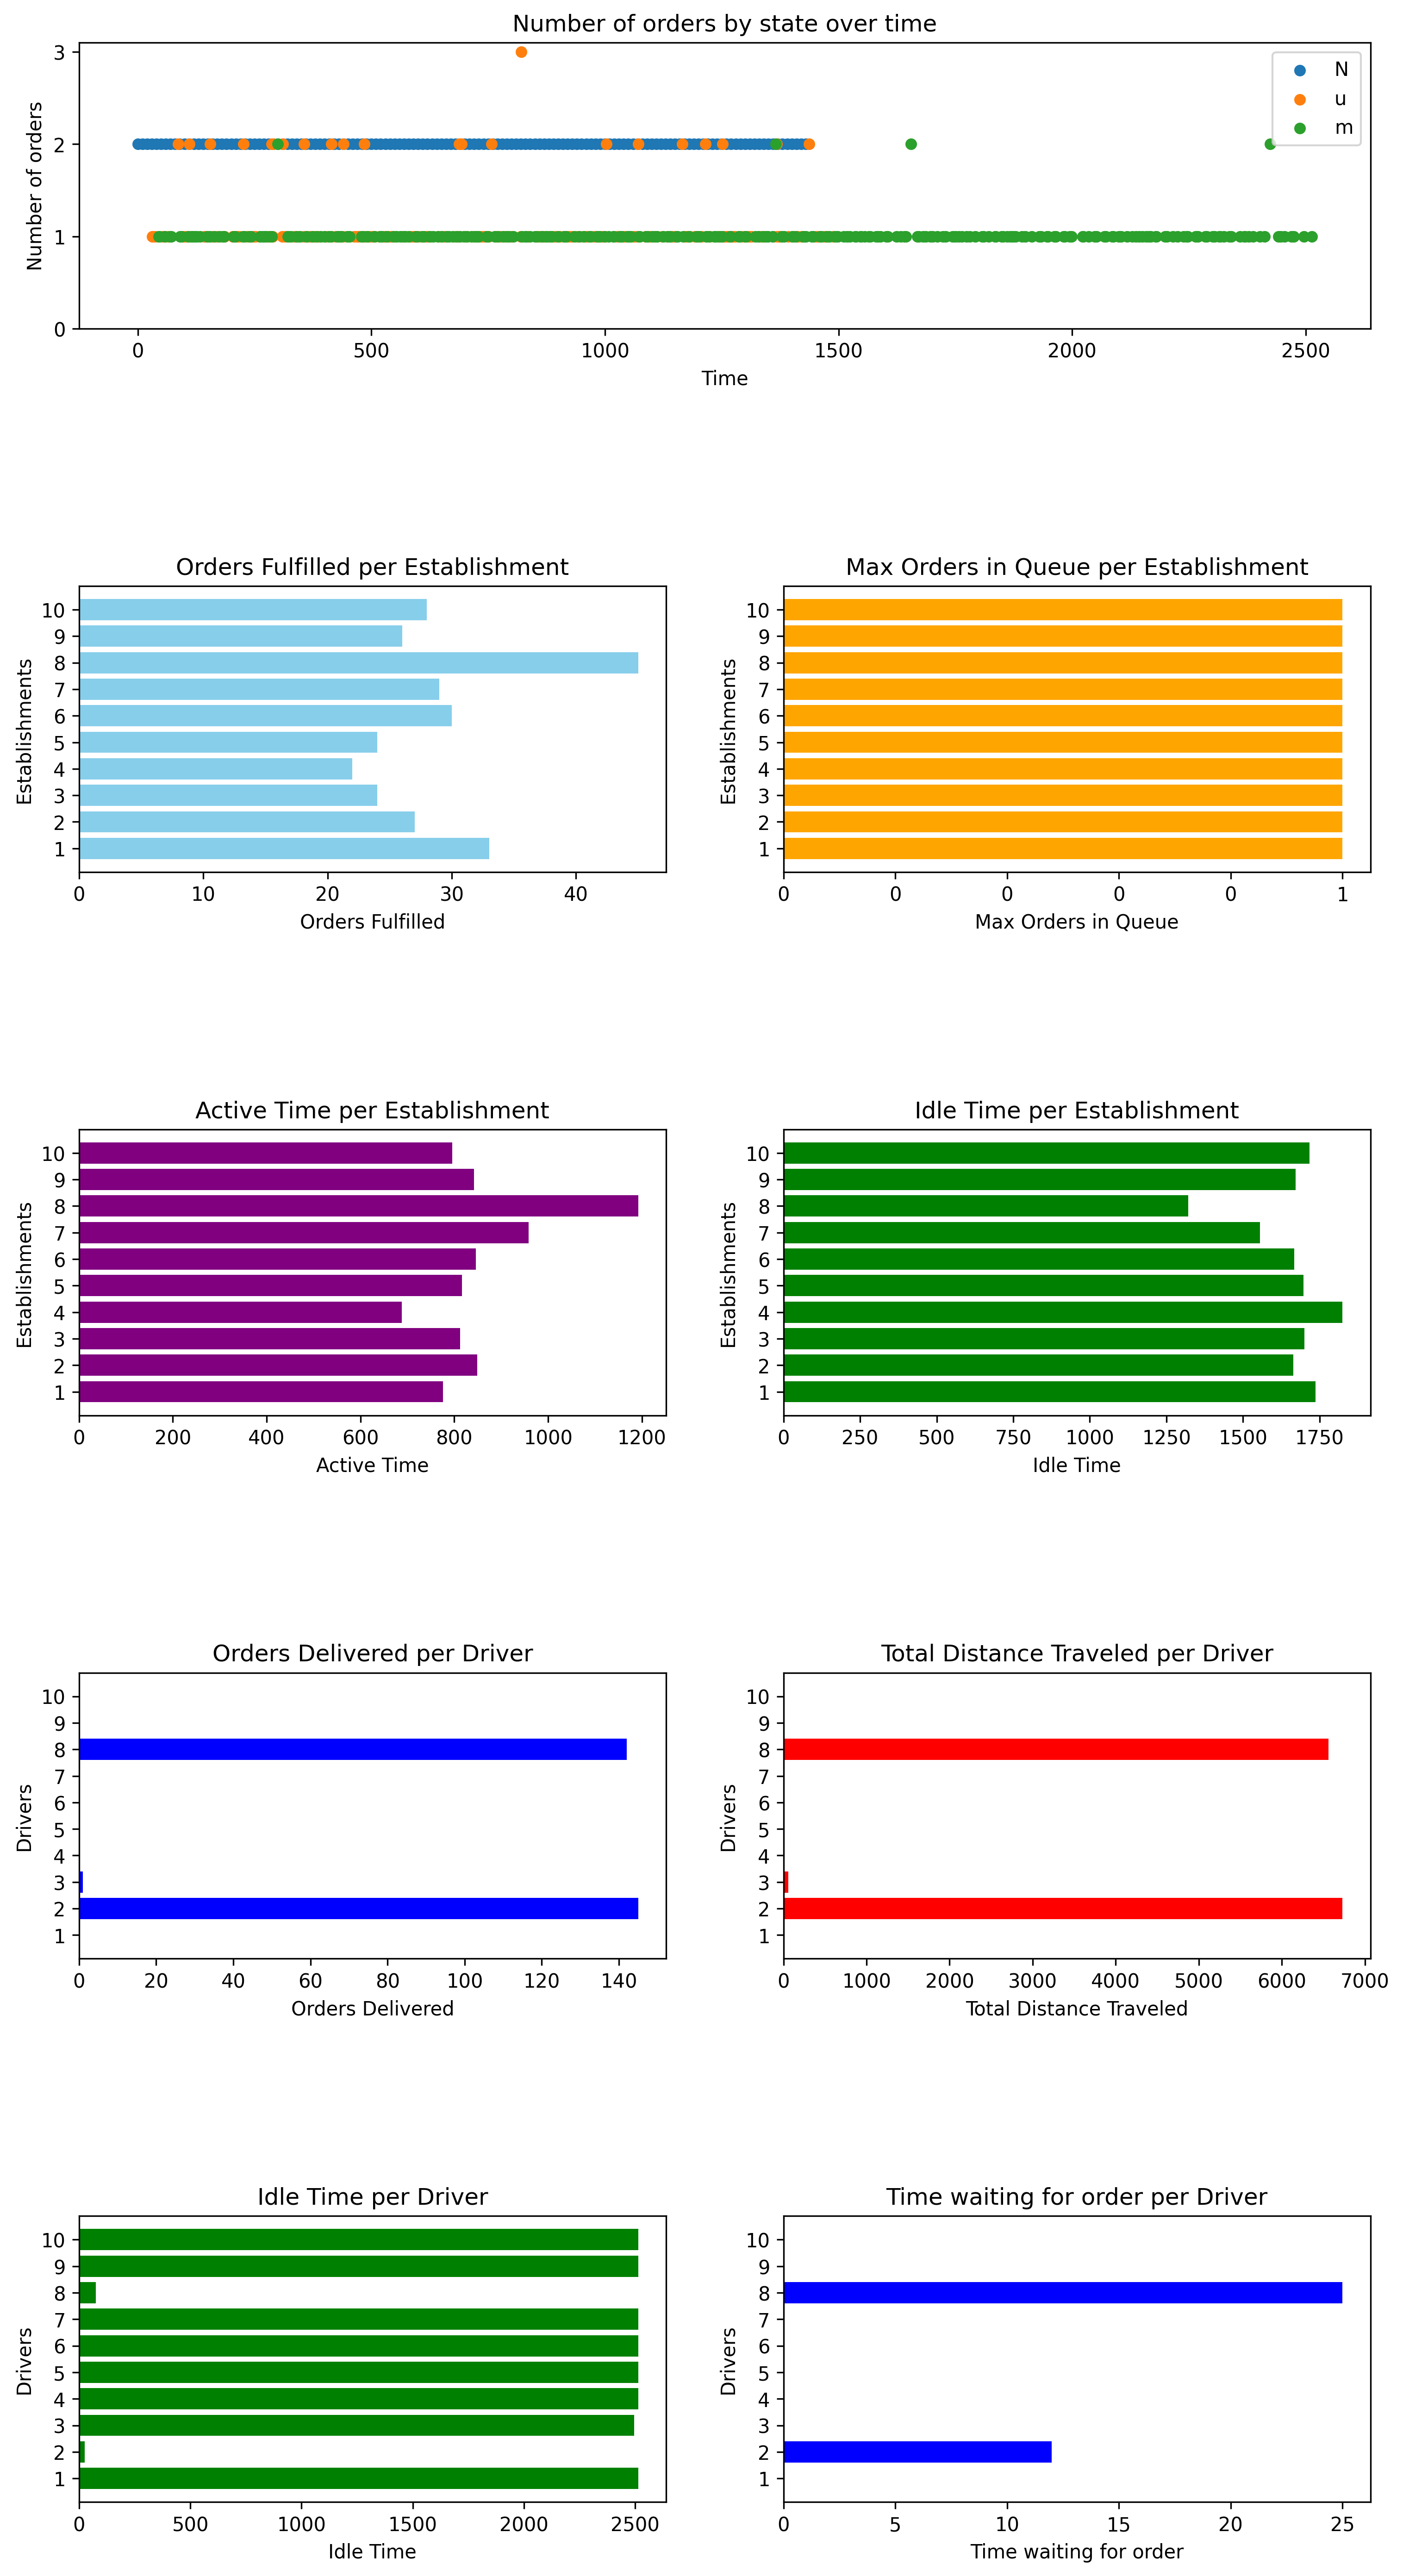 Number of orders by state over time
3
2
1
0
Number of orders
N
u
m
0 500 1000 1500 2000 2500
Time
Orders Fulfilled per Establishment
10
9
8
7
6
5
4
3
2
1
Establishments
0 10 20 30 40
Orders Fulfilled
Max Orders in Queue per Establishment
10
9
8
7
6
5
4
3
2
1
Establishments
0 0 0 0 0 1
Max Orders in Queue
Active Time per Establishment
10
9
8
7
6
5
4
3
2
1
Establishments
0 200 400 600 800 1000 1200
Active Time
Idle Time per Establishment
10
9
8
7
6
5
4
3
2
1
Establishments
0 250 500 750 1000 1250 1500 1750
Idle Time
Orders Delivered per Driver
10
9
8
7
6
5
4
3
2
1
Drivers
0 20 40 60 80 100 120 140
Orders Delivered
Total Distance Traveled per Driver
10
9
8
7
6
5
4
3
2
1
Drivers
0 1000 2000 3000 4000 5000 6000 7000
Total Distance Traveled
Idle Time per Driver
10
9
8
7
6
5
4
3
2
1
Drivers
0 500 1000 1500 2000 2500
Idle Time
Time waiting for order per Driver
10
9
8
7
6
5
4
3
2
1
Drivers
0 5 10 15 20 25
Time waiting for order